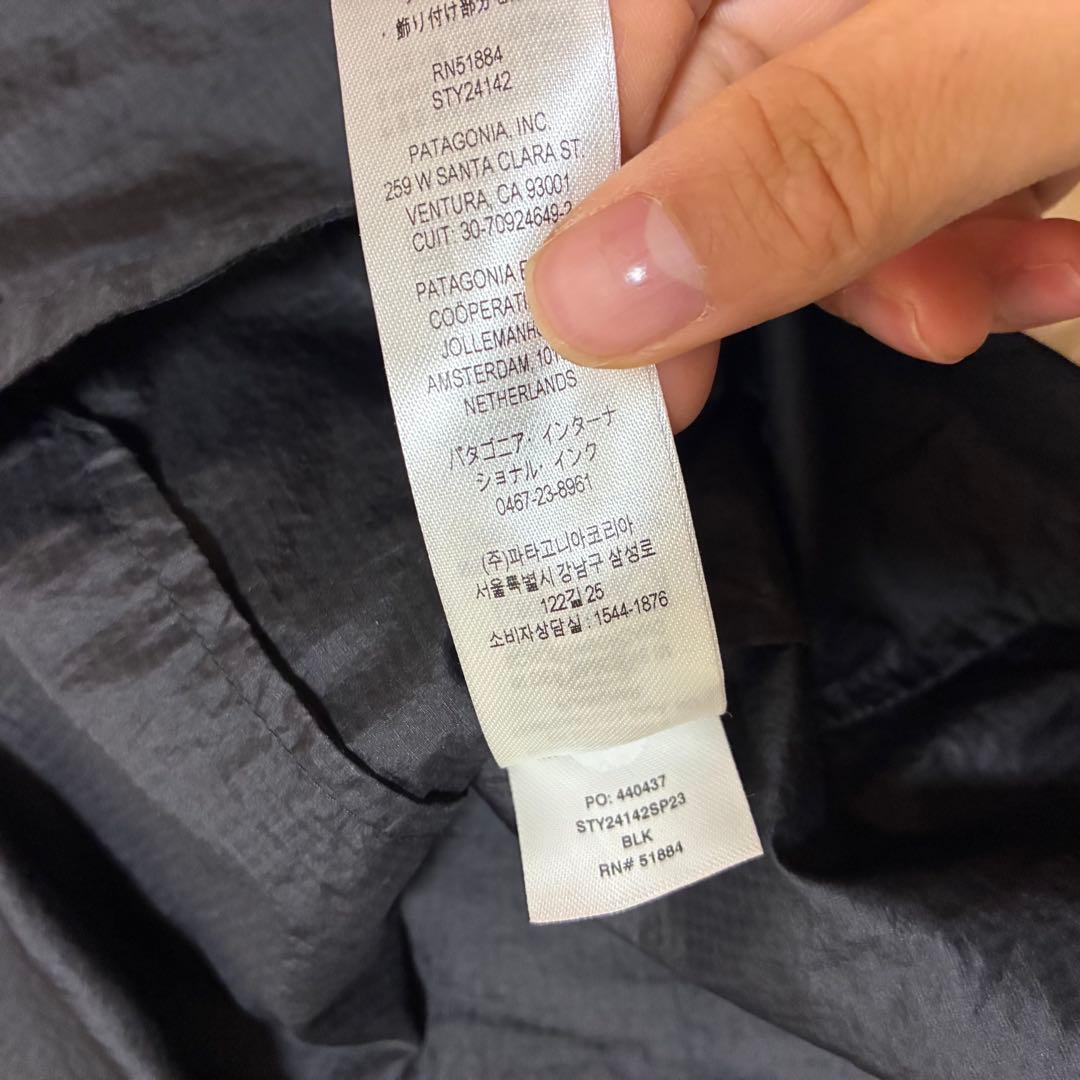 ・飾り付け部分
RN51884
STY24142
PATAGONIA, INC.
259 W SANTA CLARA ST.
VENTURA, CA 93001
CUIT 30-70924649-2
PATAGONIA
AMSTERDAM,
NETHERLANDS
パタゴニア・インターナ
ショナル・インク
0467-23-8961
(주)파타고니아코리아
서울특별시 강남구 삼성로
122길 25
소비자상담실 : 1544-1876
PO: 440437
STY24142SP23
BLK
RN# 51884